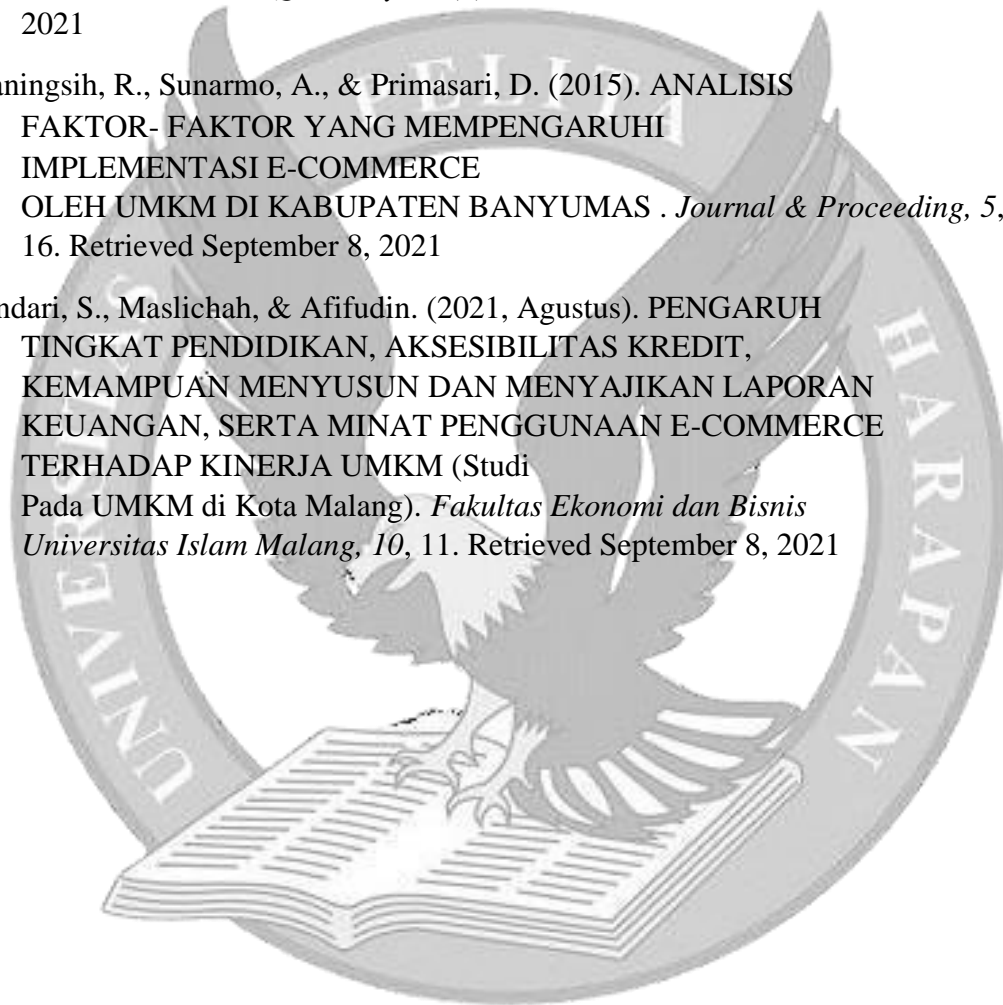 2021
aningsih, R., Sunarmo, A., & Primasari, D. (2015). ANALISIS
FAKTOR- FAKTOR YANG MEMPENGARUHI
IMPLEMENTASI E-COMMERCE
OLEH UMKM DI KABUPATEN BANYUMAS . Journal & Proceeding, 5,
16. Retrieved September 8, 2021
ndari, S., Maslichah, & Afifudin. (2021, Agustus). PENGARUH
TINGKAT PENDIDIKAN, AKSESIBILITAS KREDIT,
KEMAMPUAN MENYUSUN DAN MENYAJIKAN LAPORAN
KEUANGAN, SERTA MINAT PENGGUNAAN E-COMMERCE
TERHADAP KINERJA UMKM (Studi
Pada UMKM di Kota Malang). Fakultas Ekonomi dan Bisnis
Universitas Islam Malang, 10, 11. Retrieved September 8, 2021
UNIVERSITAS PELITA HARAPAN